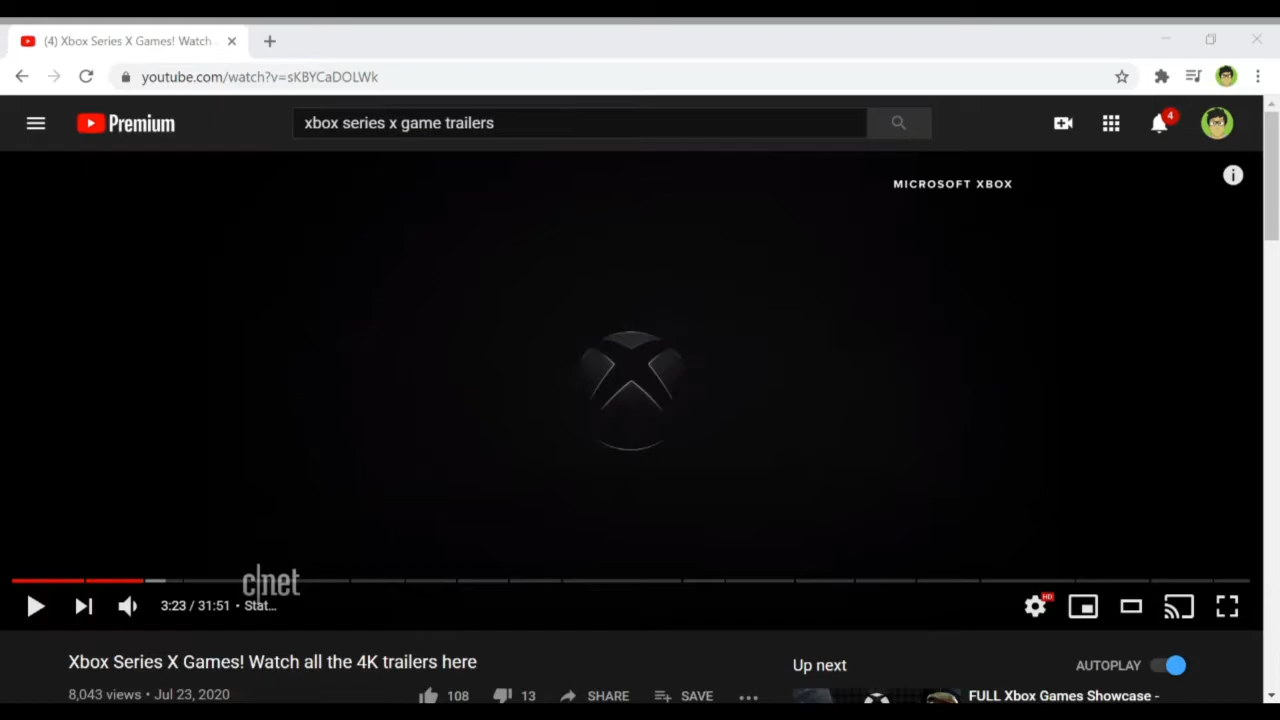 (4) Xbox Series X Games! Watch
youtube.com/watch?v=sKBYCaDOLWk
Premium
xbox series x game trailers
4
MICROSOFT XBOX
c|net
3:23 / 31:51 • Stat...
HD
Xbox Series X Games! Watch all the 4K trailers here
8,043 views • Jul 23, 2020
108
13
SHARE
SAVE
Up next
AUTOPLAY
FULL Xbox Games Showcase -